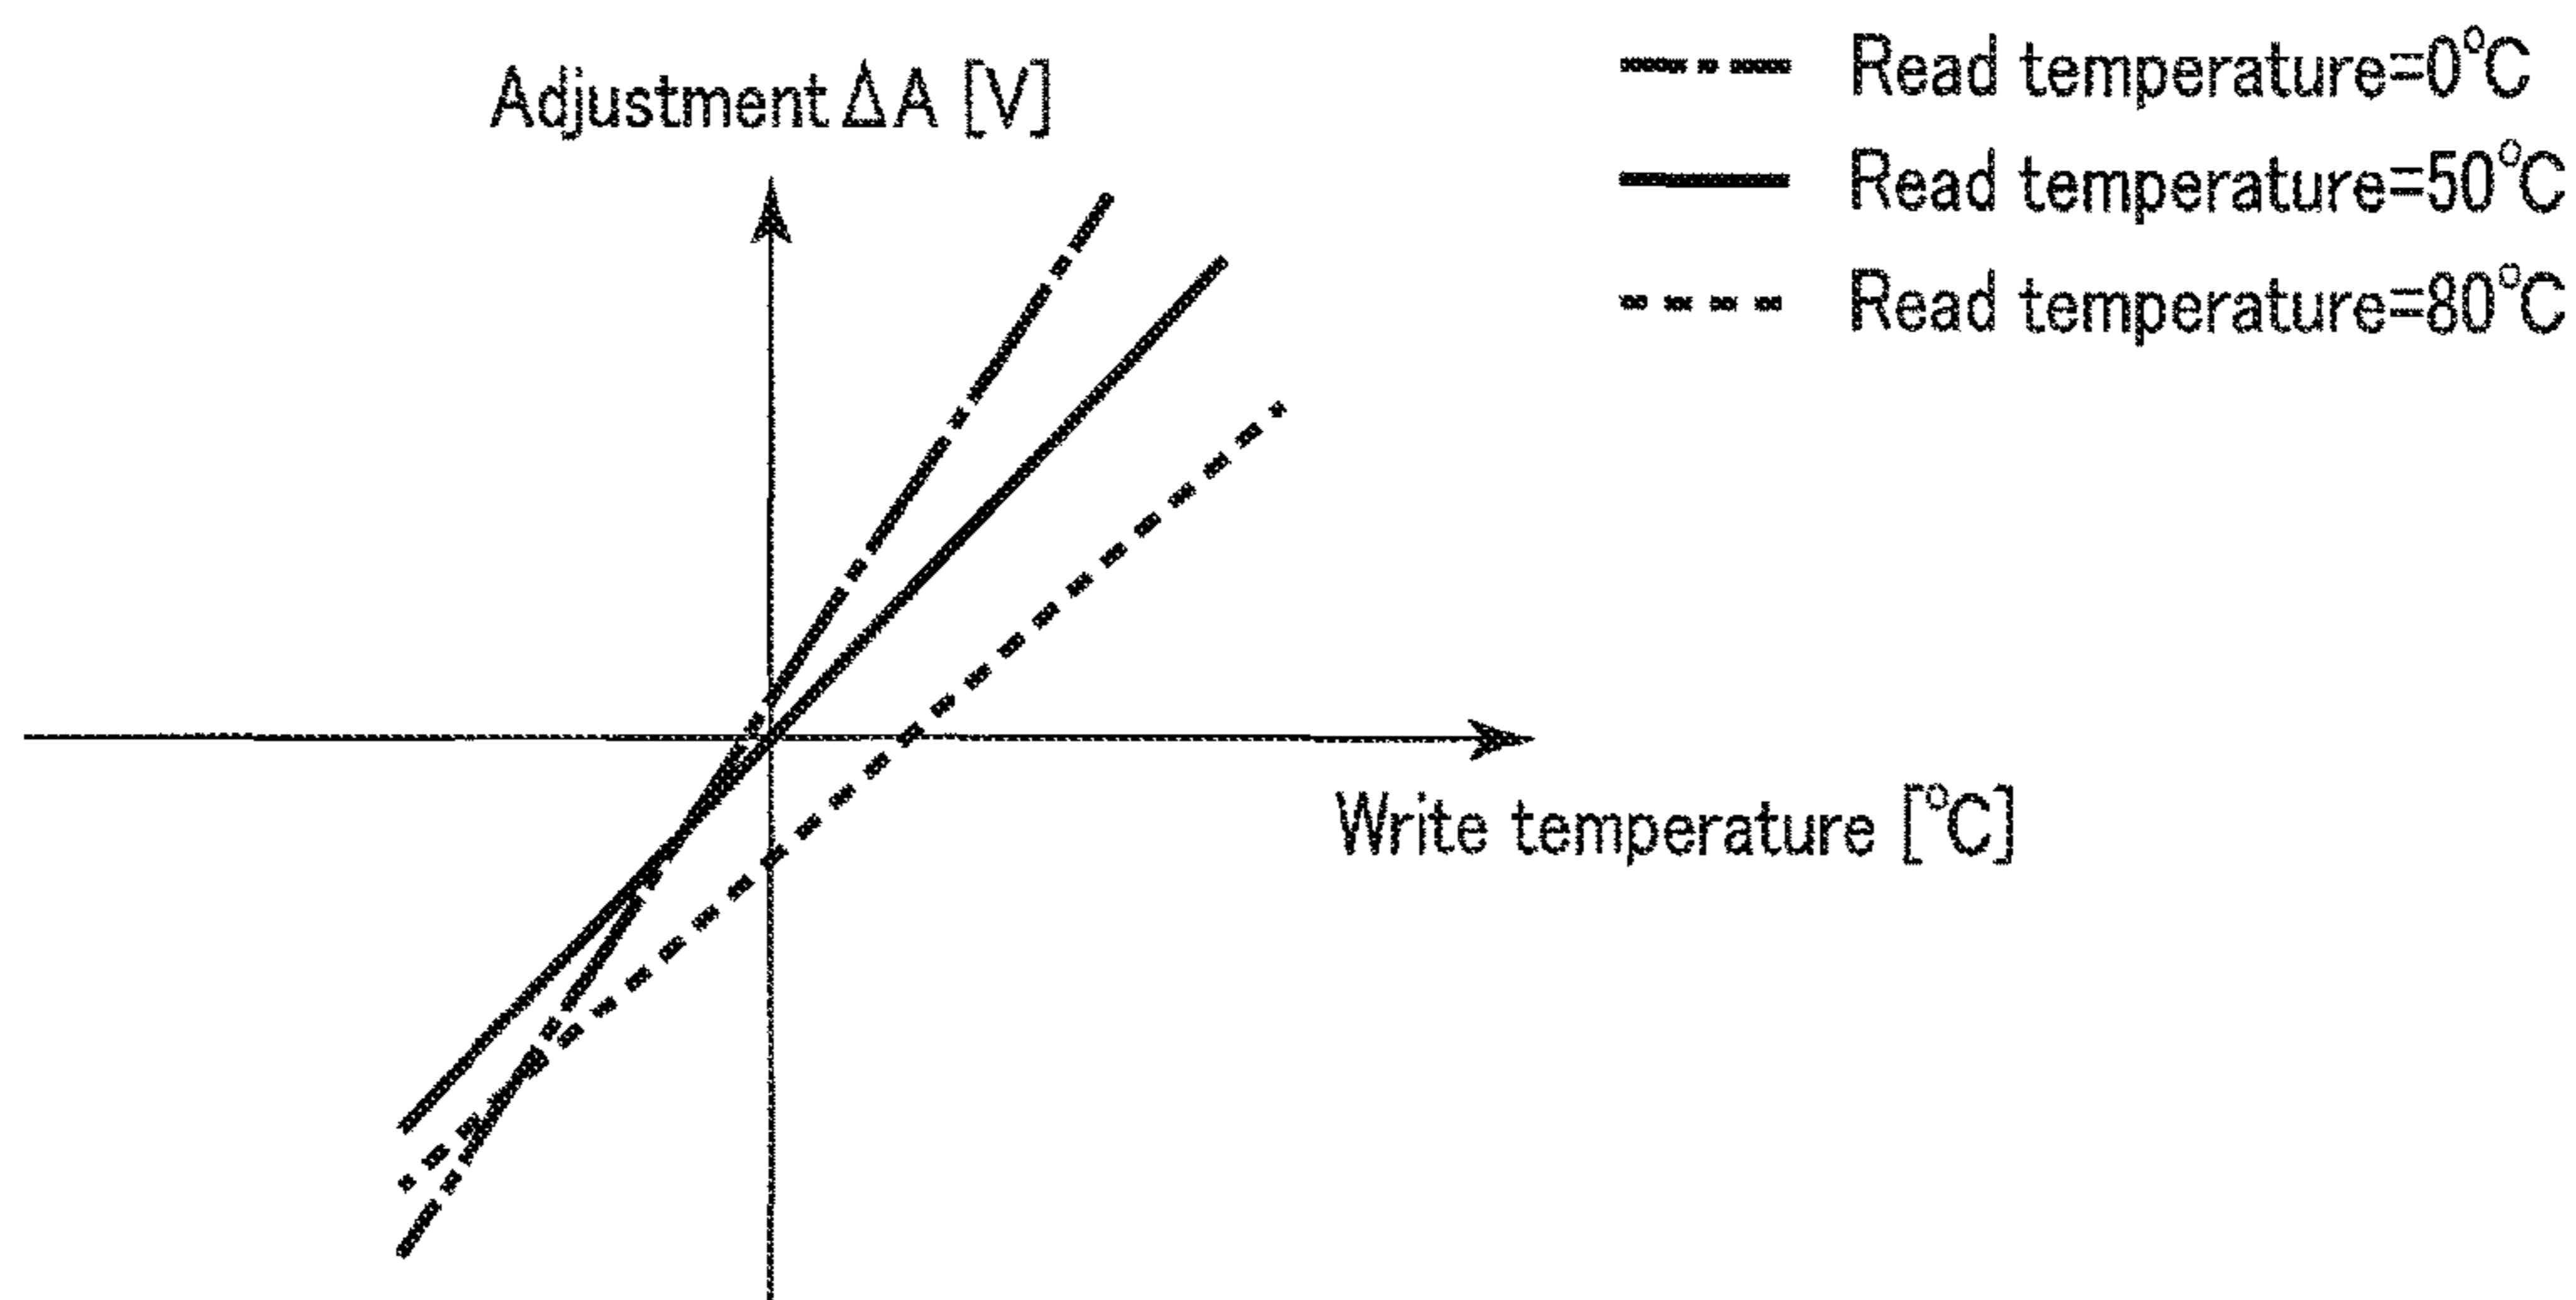 Adjustment ΔA [V]
Read temperature=0°C
Read temperature=50°C
Read temperature=80°C
Write temperature [°C]